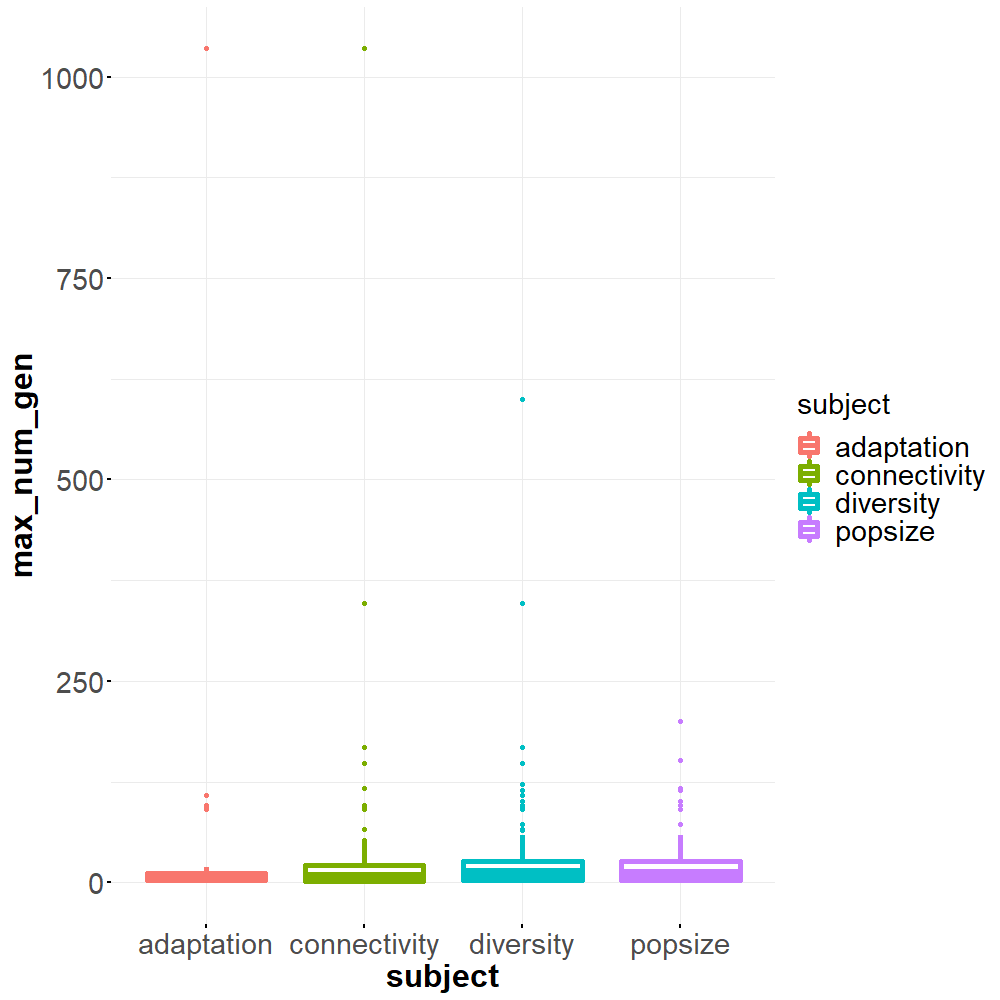 1000
750
500
250
0
max_num_gen
adaptation connectivity diversity popsize
subject
subject
adaptation
connectivity
diversity
popsize